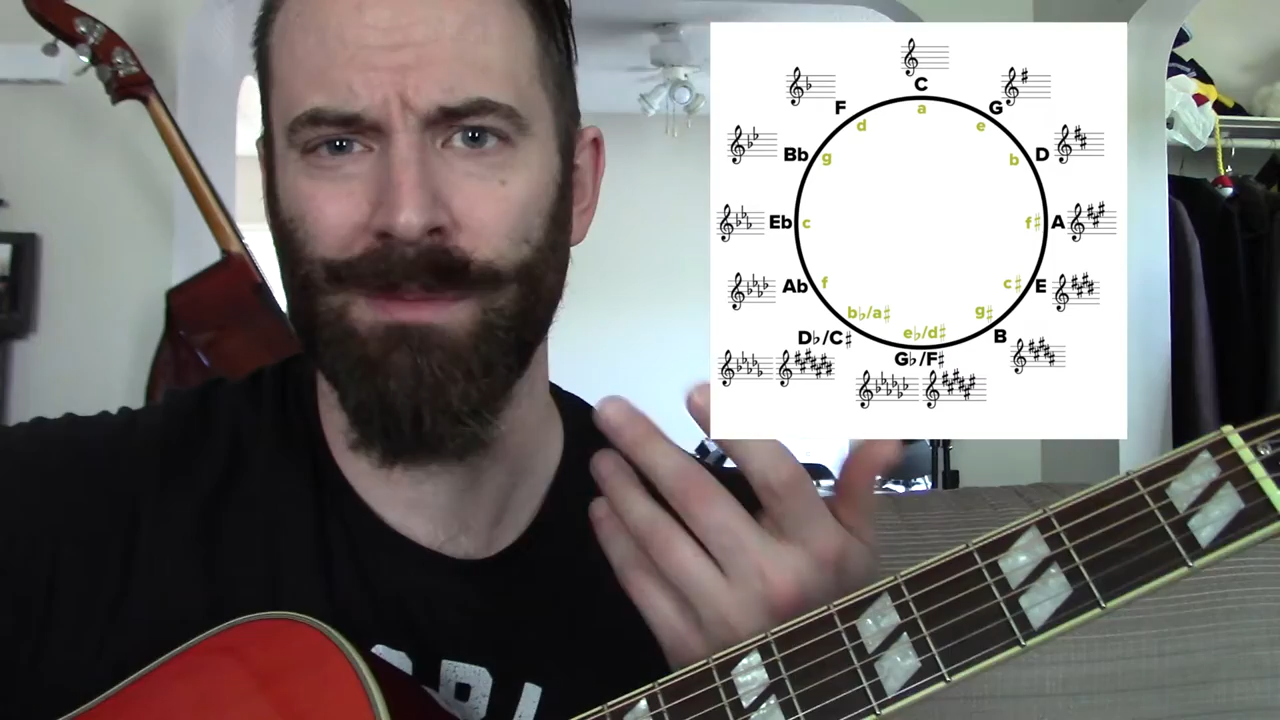 C
F
G
a
d
e
Bb
g
b
D
Eb
c
f♯
A
Ab
f
c♯
E
b♭/a♯
g♯
D♭/C♯
e♭/d♯
B
G♭/F♯